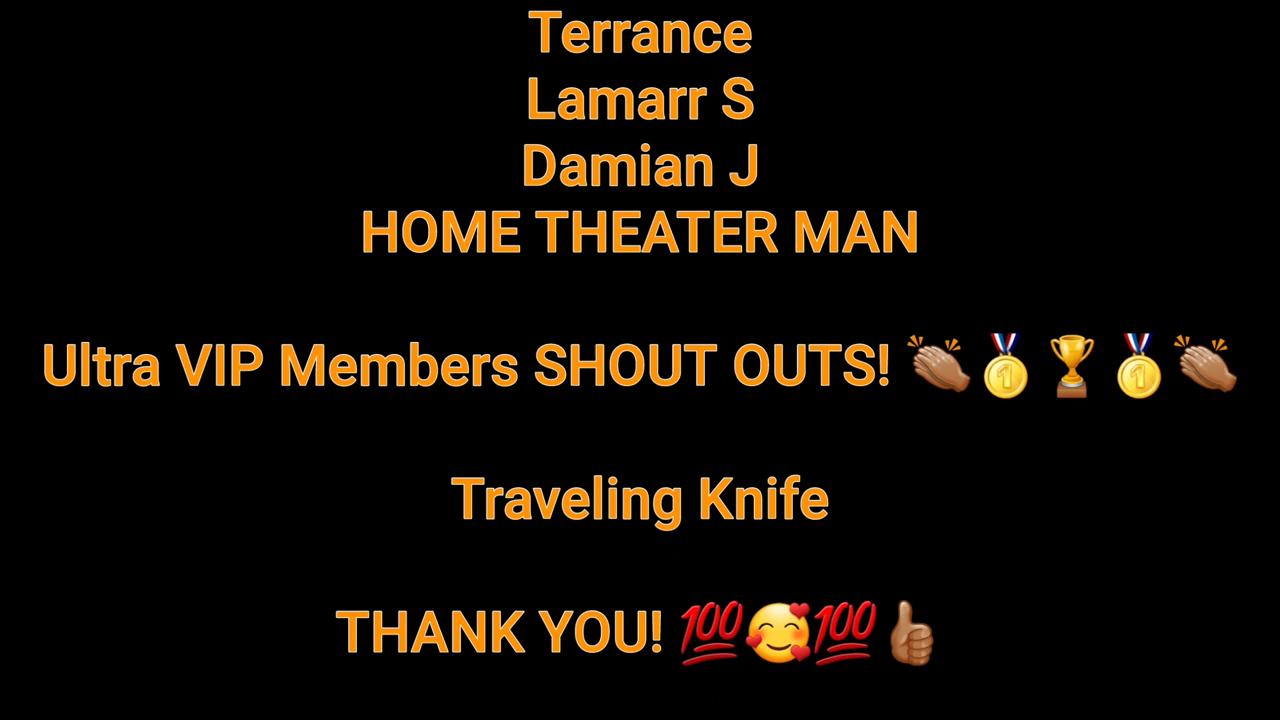 Terrance
Lamarr S
Damian J
HOME THEATER MAN
Ultra VIP Members SHOUT OUTS! 👏🏽🥇🏆🥇👏🏽
Traveling Knife
THANK YOU! 💯🥰💯👍🏽